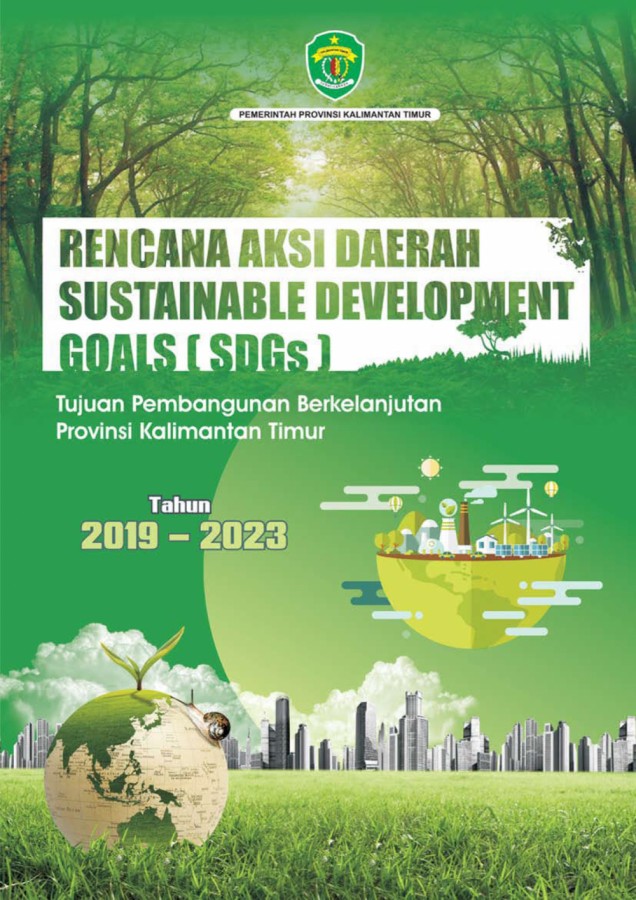 PEMERINTAH PROVINSI KALIMANTAN TIMUR
RENCANA AKSI DAERAH
SUSTAINABLE DEVELOPMENT
GOALS ( SDGs )
Tujuan Pembangunan Berkelanjutan
Provinsi Kalimantan Timur
Tahun
2019 – 2023